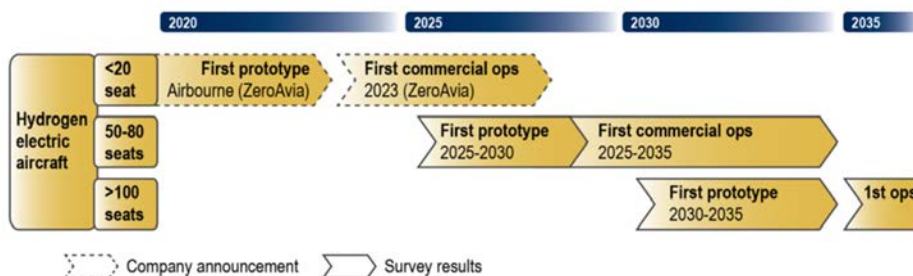 2020 2025 2030 2035
Hydrogen
electric
aircraft
<20
seat
First prototype
Airbourne (ZeroAvia)
First commercial ops
2023 (ZeroAvia)
50-80
seats
First prototype
2025-2030
First commercial ops
2025-2035
>100
seats
First prototype
2030-2035
1st ops
Company announcement
Survey results